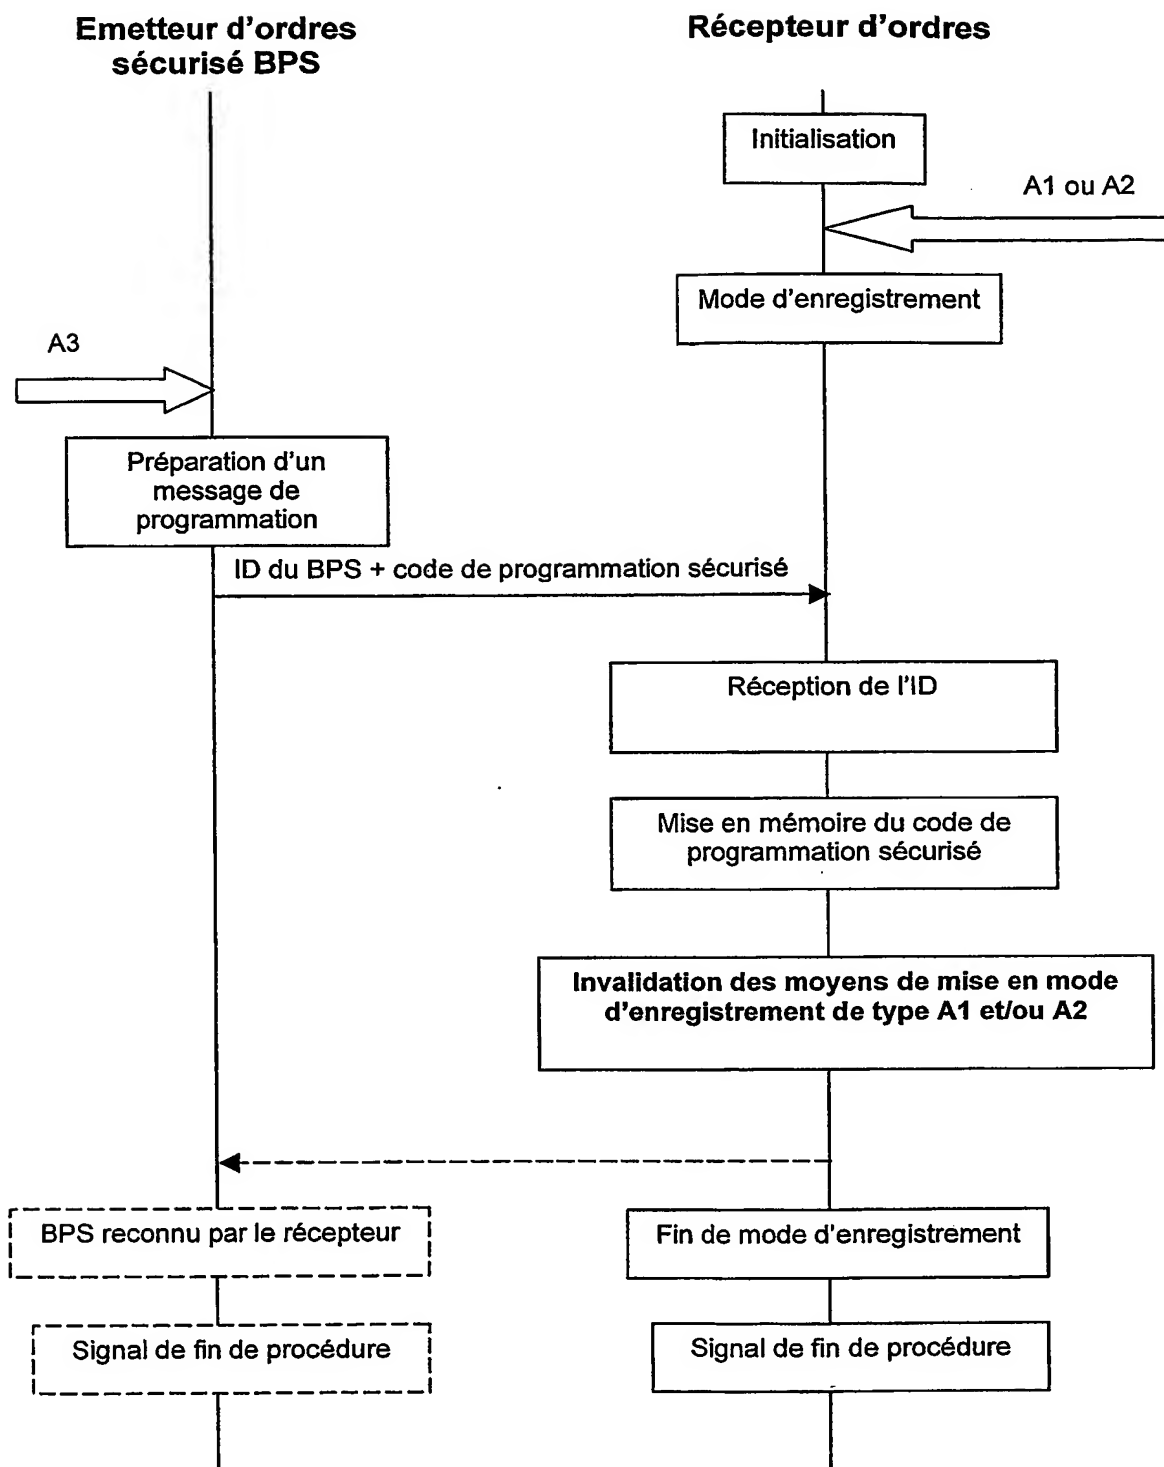 Emetteur d'ordres
sécurisé BPS
Récepteur d'ordres
Initialisation
A1 ou A2
Mode d'enregistrement
A3
Préparation d'un
message de
programmation
ID du BPS + code de programmation sécurisé
Réception de l'ID
Mise en mémoire du code de
programmation sécurisé
Invalidation des moyens de mise en mode
d'enregistrement de type A1 et/ou A2
BPS reconnu par le récepteur
Fin de mode d'enregistrement
Signal de fin de procédure
Signal de fin de procédure